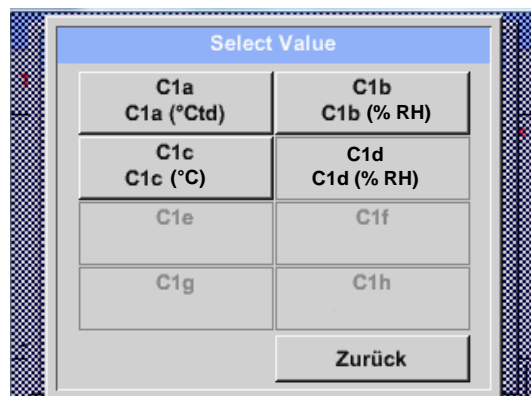 Select Value
C1a
C1a (°Ctd)
C1b
C1b (% RH)
C1c
C1c (°C)
C1d
C1d (% RH)
C1e
C1f
C1g
C1h
Zurück